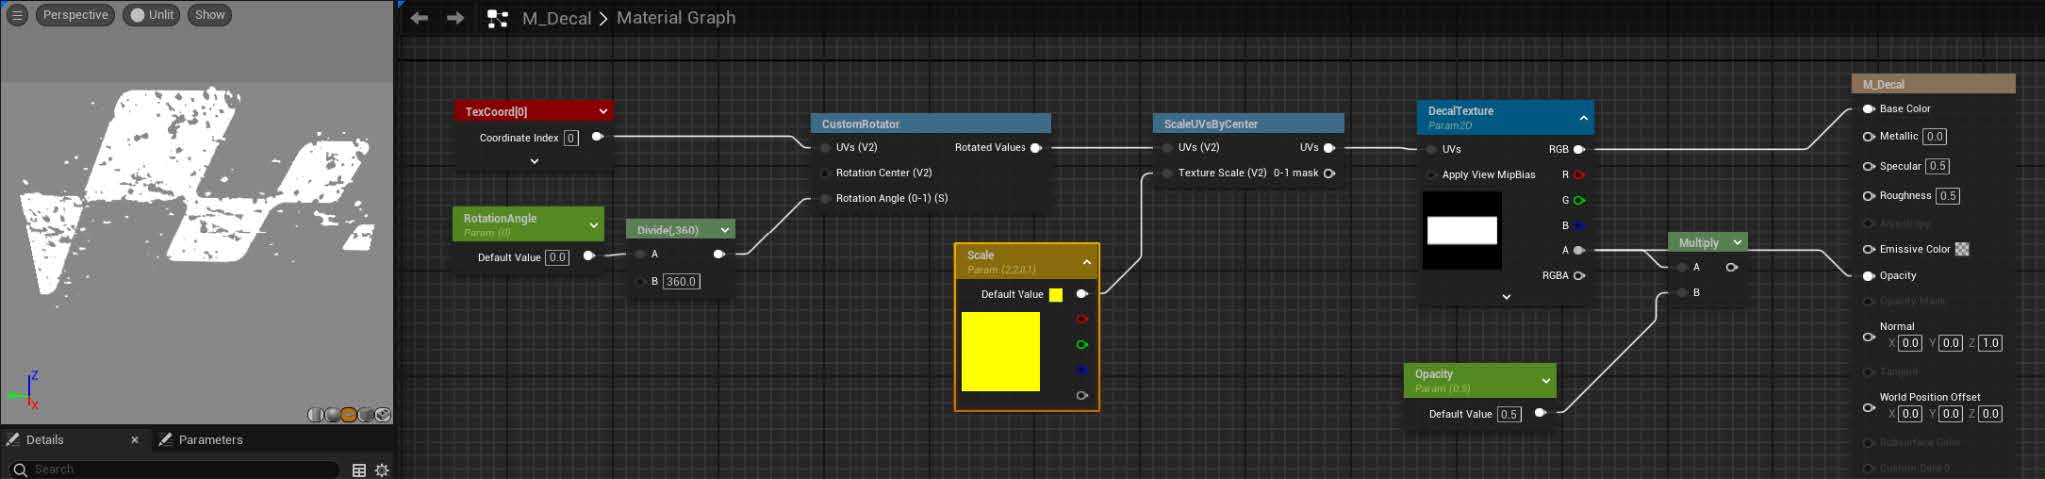 Perspective
Unlit
Show
M_Decal > Material Graph
TexCoord[0]
Coordinate Index 0
RotationAngle
Param (0)
Default Value 0.0
Divide(,360)
A
B 360.0
CustomRotator
UVs (V2) Rotated Values
Rotation Center (V2)
Rotation Angle (0-1) (S)
Scale
Param (2,2,0,1)
Default Value
ScaleUVsByCenter
UVs (V2) UVs
Texture Scale (V2) 0-1 mask
DecalTexture
Param2D
UVs RGB
Apply View MipBias R
G
B
A
RGBA
Multiply
A
B
Opacity
Param (0.5)
Default Value 0.5
M_Decal
Base Color
Metallic 0.0
Specular 0.5
Roughness 0.5
Anisotropy
Emissive Color
Opacity
Opacity Mask
Normal
X 0.0 Y 0.0 Z 1.0
Tangent
World Position Offset
X 0.0 Y 0.0 Z 0.0
Subsurface Color
Custom Data 0
Z
X
Details × Parameters
Search